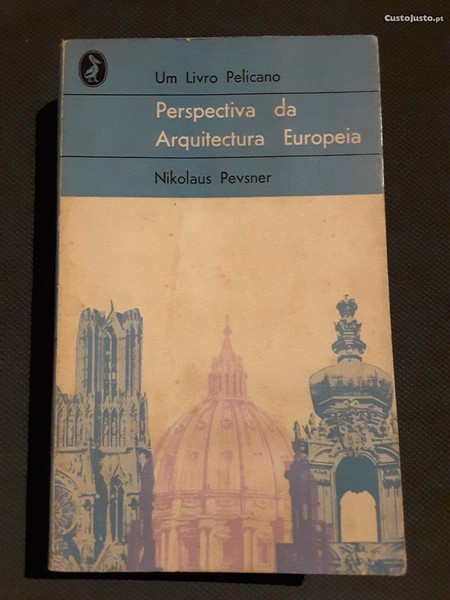 CustoJusto.pt
Um Livro Pelicano
Perspectiva da
Arquitectura Europeia
Nikolaus Pevsner